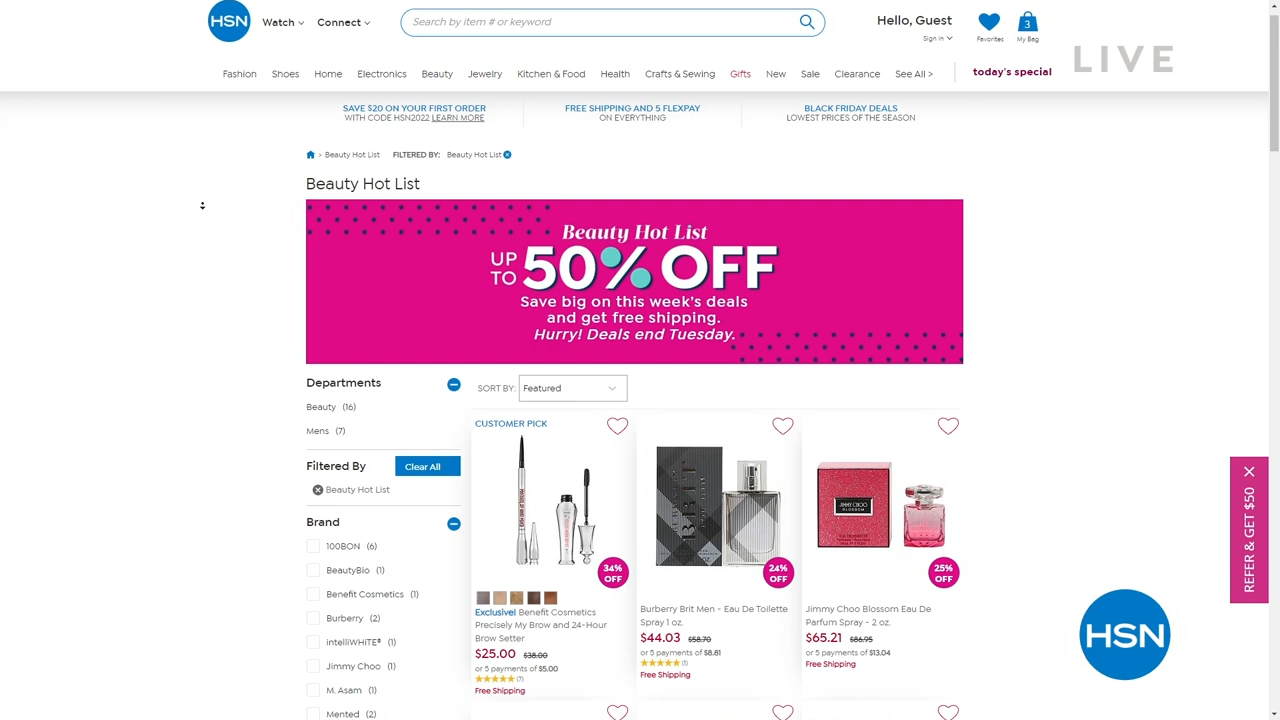 HSN
Watch
Connect
Search by item # or keyword
Hello, Guest
Sign In
Favorites
3
My Bag
LIVE
Fashion Shoes Home Electronics Beauty Jewelry Kitchen & Food Health Crafts & Sewing Gifts New Sale Clearance See All >
today's special
SAVE $20 ON YOUR FIRST ORDER
WITH CODE HSN2022 LEARN MORE
FREE SHIPPING AND 5 FLEXPAY
ON EVERYTHING
BLACK FRIDAY DEALS
LOWEST PRICES OF THE SEASON
> Beauty Hot List FILTERED BY: Beauty Hot List
Beauty Hot List
Beauty Hot List
UP TO 50% OFF
Save big on this week's deals
and get free shipping.
Hurry! Deals end Tuesday.
Departments
Beauty (16)
Mens (7)
Filtered By
Clear All
Beauty Hot List
Brand
100BON (6)
BeautyBio (1)
Benefit Cosmetics (1)
Burberry (2)
intelliWHiTE® (1)
Jimmy Choo (1)
M. Asam (1)
Mented (2)
SORT BY: Featured
CUSTOMER PICK
34%
OFF
Exclusive! Benefit Cosmetics
Precisely My Brow and 24-Hour
Brow Setter
$25.00 $38.00
or 5 payments of $5.00
(7)
Free Shipping
BRIT
24%
OFF
Burberry Brit Men - Eau De Toilette
Spray 1 oz.
$44.03 $58.70
or 5 payments of $8.81
(1)
Free Shipping
JIMMY CHOO
BLOSSOM
25%
OFF
Jimmy Choo Blossom Eau De
Parfum Spray - 2 oz.
$65.21 $86.95
or 5 payments of $13.04
Free Shipping
REFER & GET $50
HSN